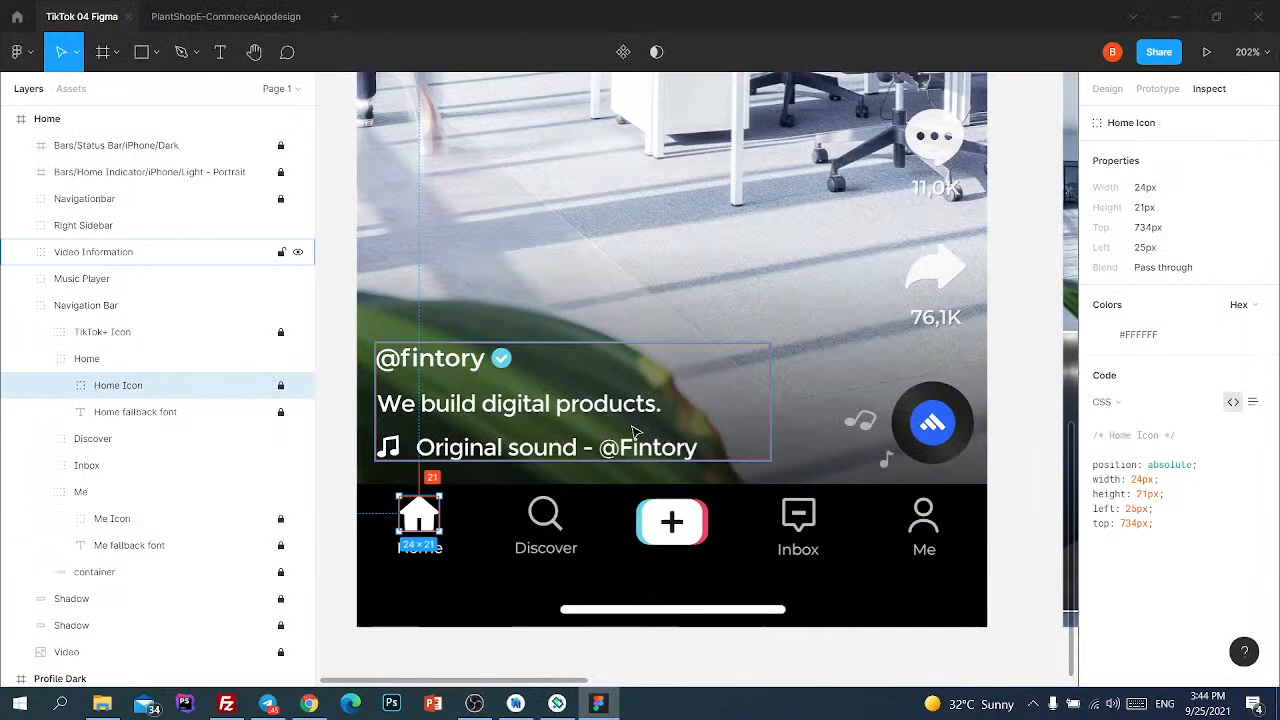 TikTok 04 Figma
PlantShopE-CommerceAppdesign
B
Share
202%
Layers
Assets
Page 1
Home
Bars/Status Bar/iPhone/Dark
Bars/Home Indicator/iPhone/Light - Portrait
Navigationbar
Right Sidebar
Video Information
Music Player
Navigation Bar
TikTok+ Icon
Home
Home Icon
Home fallback font
Discover
Inbox
Me
Me Icon
Me fallback font
container
Shadow
Shadow
Video
Profile Dark
11,0K
76,1K
@fintory
We build digital products.
Original sound - @Fintory
21
24 × 21
Home
Discover
Inbox
Me
Design
Prototype
Inspect
Home Icon
Properties
Width 24px
Height 21px
Top 734px
Left 25px
Blend Pass through
Colors
Hex
#FFFFFF
Code
CSS
/* Home Icon */
position: absolute;
width: 24px;
height: 21px;
left: 25px;
top: 734px;
?
34
45
32°C Sunny
ENG
3:44 PM
9/25/2021